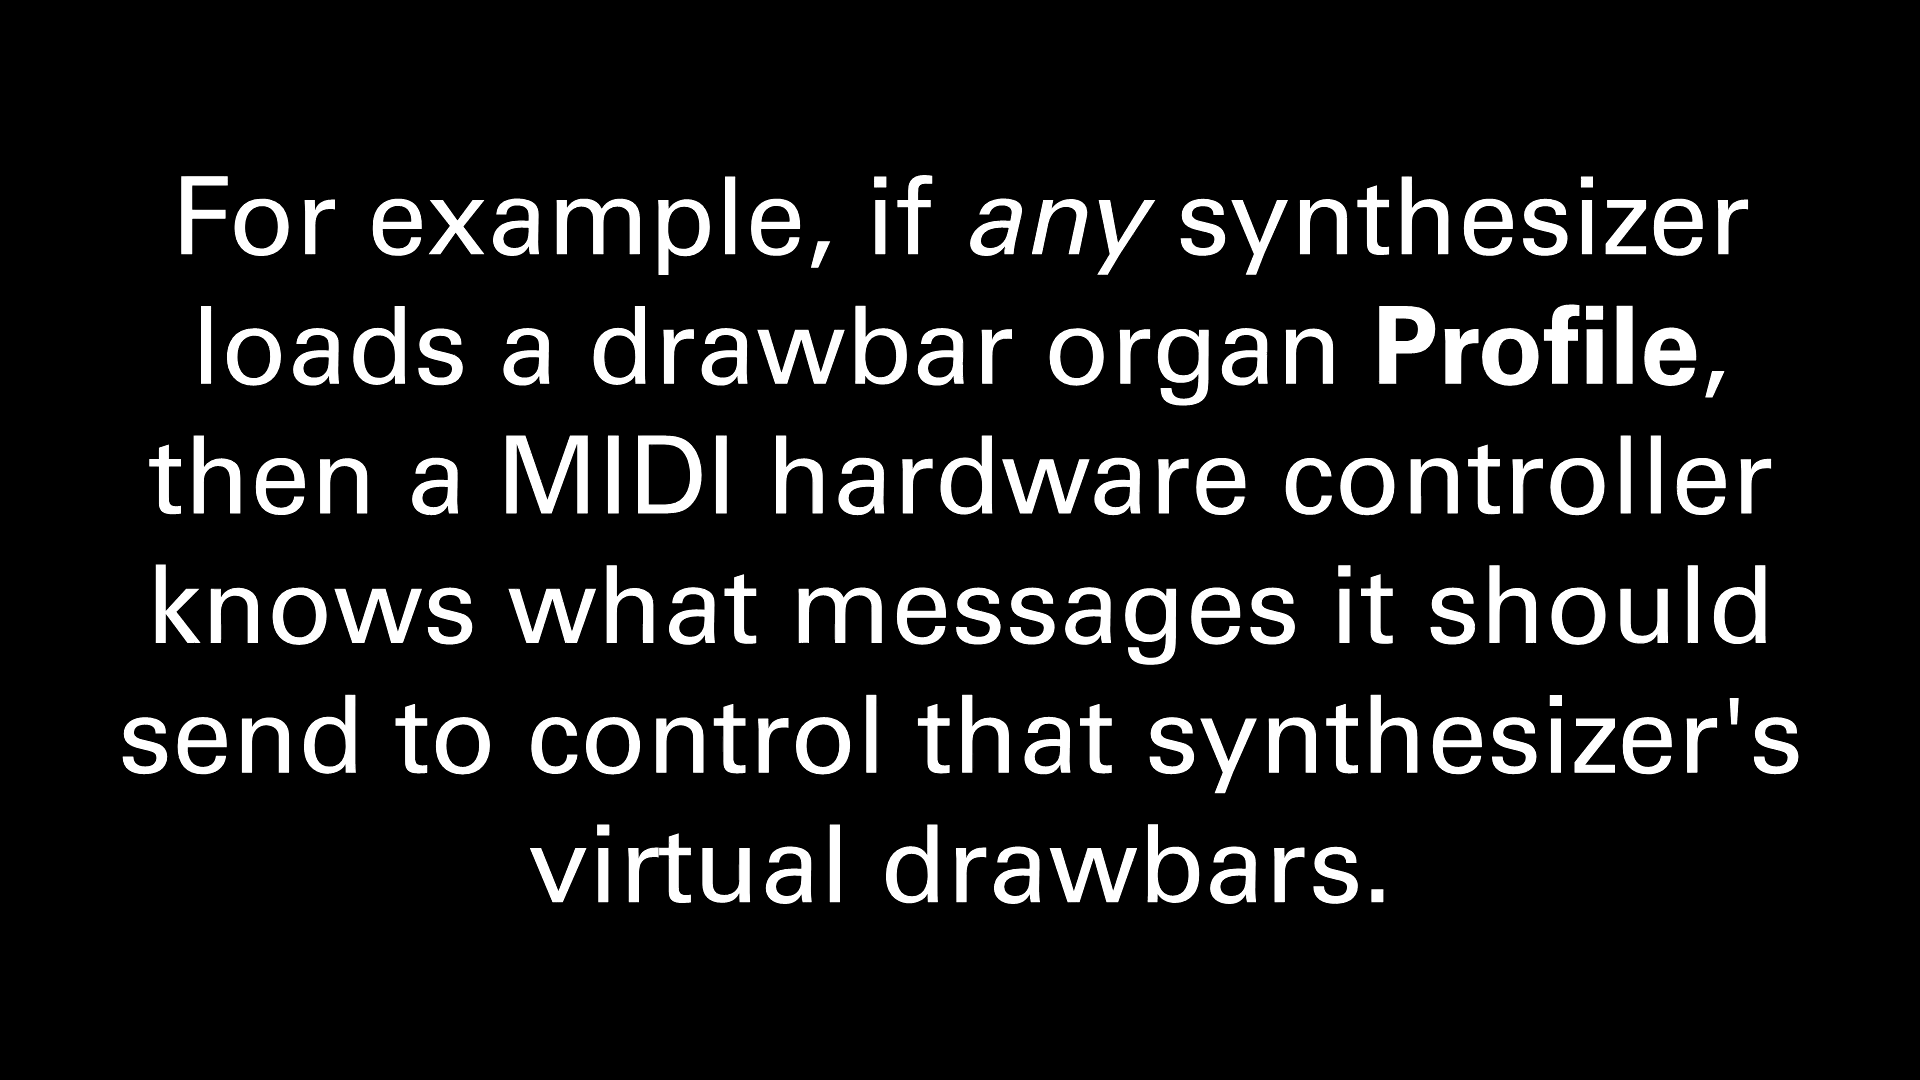 For example, if any synthesizer
loads a drawbar organ Profile,
then a MIDI hardware controller
knows what messages it should
send to control that synthesizer's
virtual drawbars.